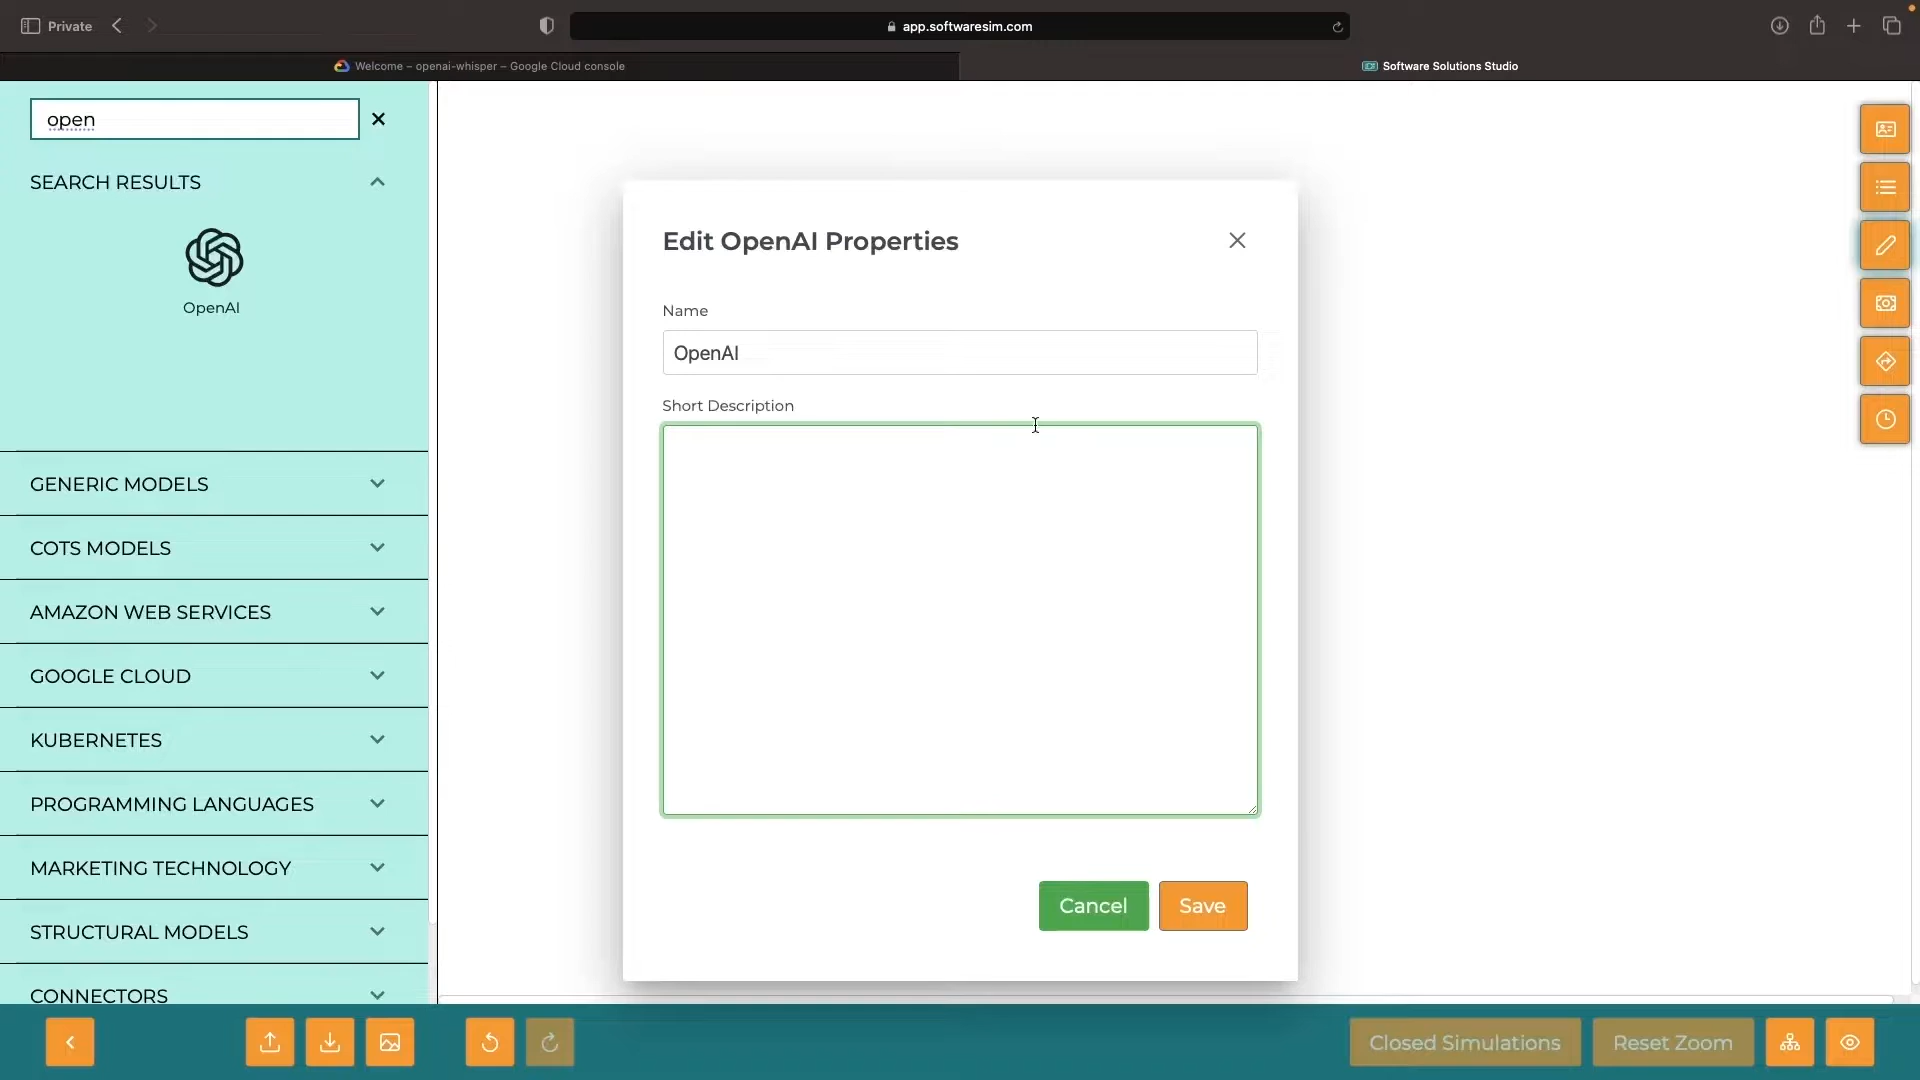 Private
app.softwaresim.com
Welcome – openai-whisper – Google Cloud console
Software Solutions Studio
open
SEARCH RESULTS
OpenAI
GENERIC MODELS
COTS MODELS
AMAZON WEB SERVICES
GOOGLE CLOUD
KUBERNETES
PROGRAMMING LANGUAGES
MARKETING TECHNOLOGY
STRUCTURAL MODELS
CONNECTORS
Edit OpenAI Properties
Name
OpenAI
Short Description
Cancel
Save
Closed Simulations
Reset Zoom